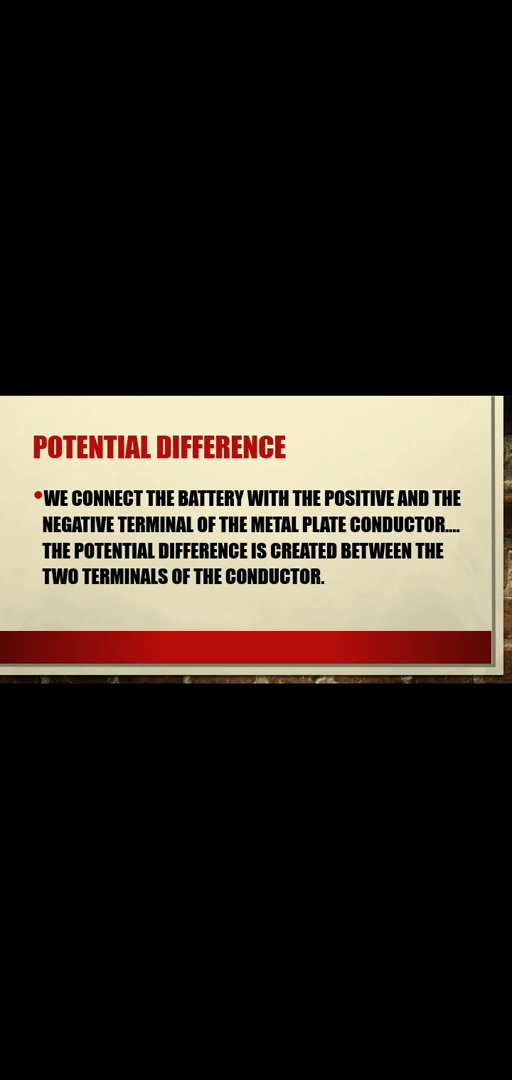 POTENTIAL DIFFERENCE
•WE CONNECT THE BATTERY WITH THE POSITIVE AND THE
NEGATIVE TERMINAL OF THE METAL PLATE CONDUCTOR....
THE POTENTIAL DIFFERENCE IS CREATED BETWEEN THE
TWO TERMINALS OF THE CONDUCTOR.